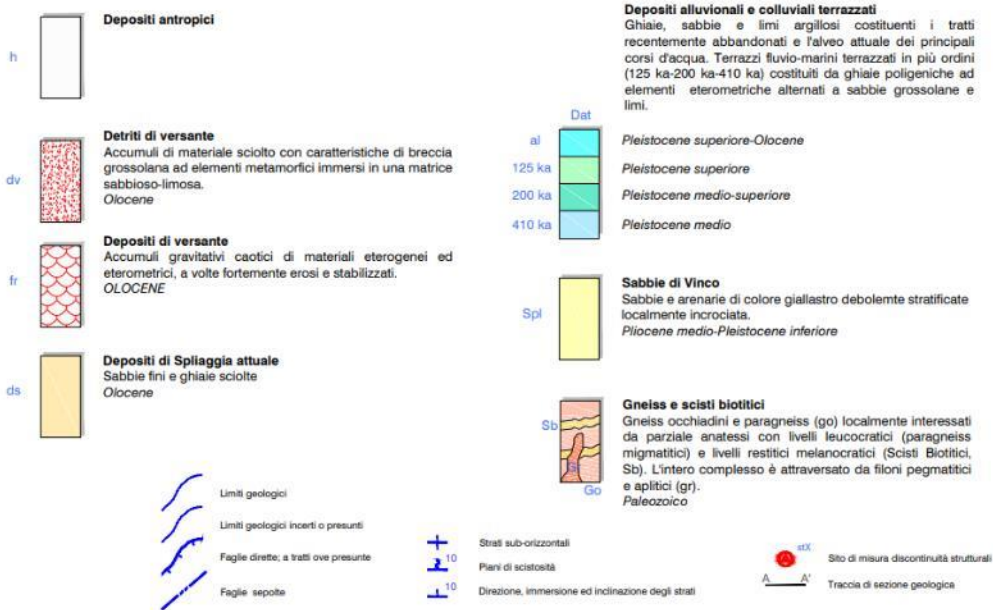 h
Depositi antropici
dv
Detriti di versante
Accumuli di materiale sciolto con caratteristiche di breccia
grossolana ad elementi metamorfici immersi in una matrice
sabbioso-limosa.
Olocene
fr
Depositi di versante
Accumuli gravitativi caotici di materiali eterogenei ed
eterometrici, a volte fortemente erosi e stabilizzati.
OLOCENE
ds
Depositi di Spliaggia attuale
Sabbie fini e ghiaie sciolte
Olocene
Depositi alluvionali e colluviali terrazzati
Ghiaie, sabbie e limi argillosi costituenti i tratti
recentemente abbandonati e l'alveo attuale dei principali
corsi d'acqua. Terrazzi fluvio-marini terrazzati in più ordini
(125 ka-200 ka-410 ka) costituiti da ghiaie poligeniche ad
elementi eterometriche alternati a sabbie grossolane e
limi.
Dat
al
Pleistocene superiore-Olocene
125 ka
Pleistocene superiore
200 ka
Pleistocene medio-superiore
410 ka
Pleistocene medio
Spl
Sabbie di Vinco
Sabbie e arenarie di colore giallastro debolemte stratificate
localmente incrociata.
Pliocene medio-Pleistocene inferiore
Sb
Gr
Go
Gneiss e scisti biotitici
Gneiss occhiadini e paragneiss (go) localmente interessati
da parziale anatessi con livelli leucocratici (paragneiss
migmatitici) e livelli restitici melanocratici (Scisti Biotitici,
Sb). L'intero complesso è attraversato da filoni pegmatitici
e aplitici (gr).
Paleozoico
Limiti geologici
Limiti geologici incerti o presunti
Faglie dirette; a tratti ove presunte
Faglie sepolte
Strati sub-orizzontali
10
Piani di scistosità
10
Direzione, immersione ed inclinazione degli strati
stX
Sito di misura discontinuità strutturali
A A'
Traccia di sezione geologica